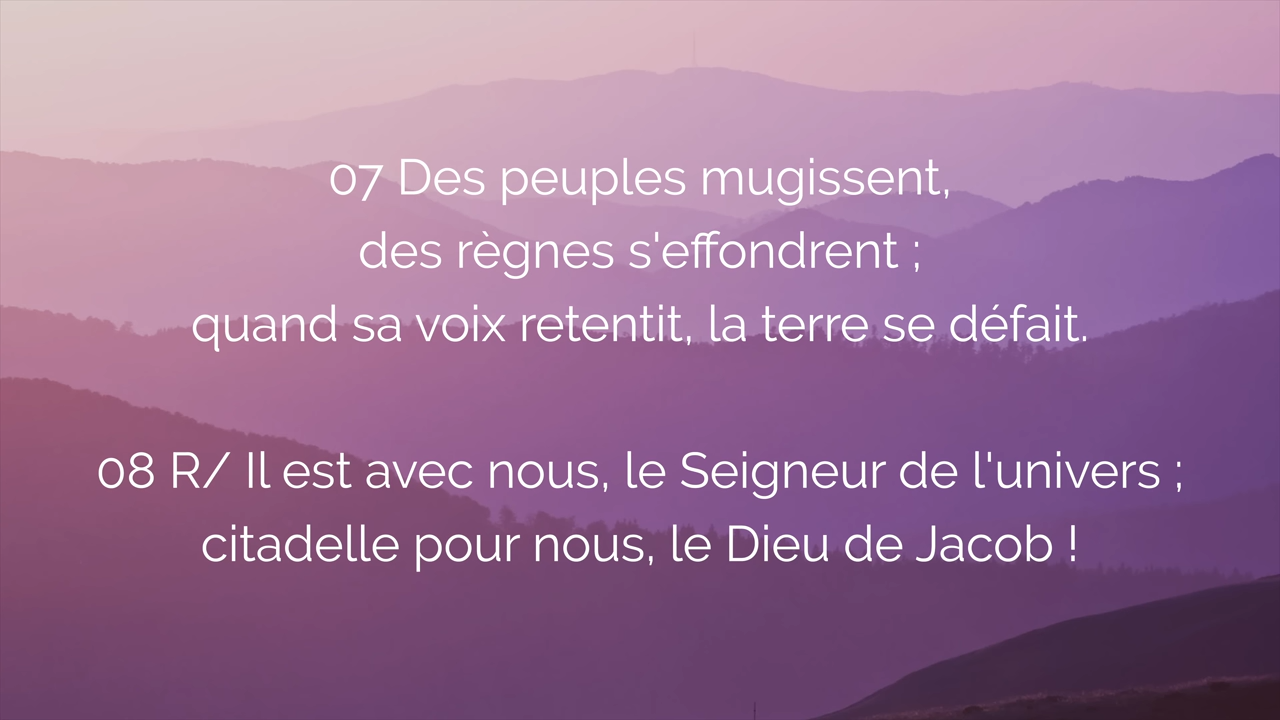 07 Des peuples mugissent,
des règnes s'effondrent ;
quand sa voix retentit, la terre se défait.
08 R/ Il est avec nous, le Seigneur de l'univers ;
citadelle pour nous, le Dieu de Jacob !